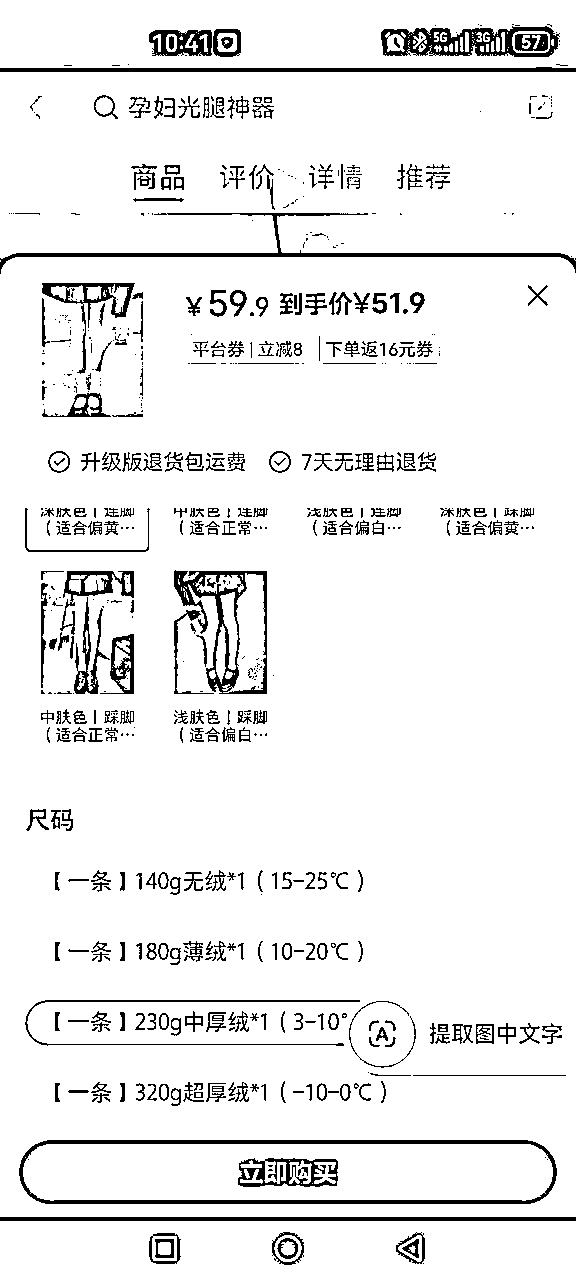 10:41 5G 3G 57
孕妇光腿神器
商品 评价 详情 推荐
¥59.9 到手价¥51.9
平台券 | 立减8 下单返16元券
升级版退货包运费 7天无理由退货
深肤色 | 连脚 中肤色 | 连脚 浅肤色 | 连脚 深肤色 | 踩脚
(适合偏黄… (适合正常… (适合偏白… (适合偏黄…
中肤色 | 踩脚 浅肤色 | 踩脚
(适合正常… (适合偏白…
尺码
【一条】140g无绒*1(15-25℃)
【一条】180g薄绒*1(10-20℃)
【一条】230g中厚绒*1(3-10°
A 提取图中文字
【一条】320g超厚绒*1(-10-0℃)
立即购买